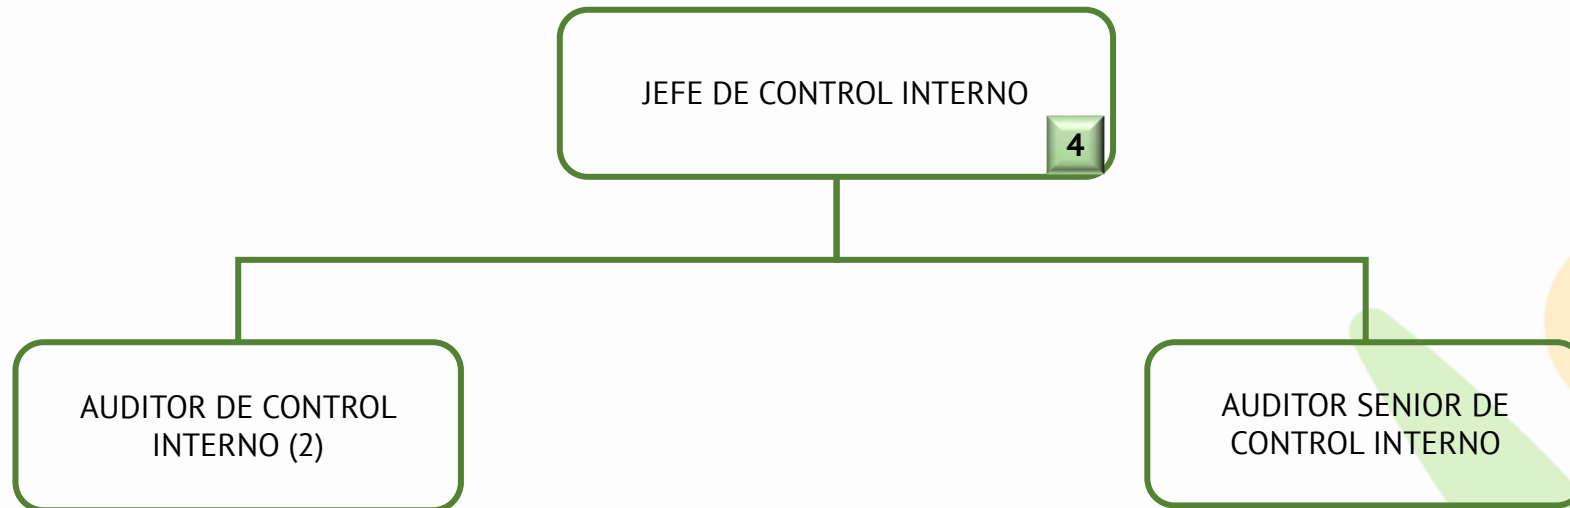 JEFE DE CONTROL INTERNO
4
AUDITOR DE CONTROL
INTERNO (2)
AUDITOR SENIOR DE
CONTROL INTERNO